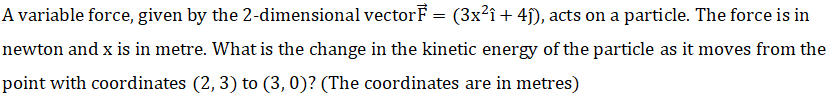 A variable force, given by the 2-dimensional vector F⃗ = (3x²î + 4ĵ), acts on a particle. The force is in
newton and x is in metre. What is the change in the kinetic energy of the particle as it moves from the
point with coordinates (2, 3) to (3, 0)? (The coordinates are in metres)